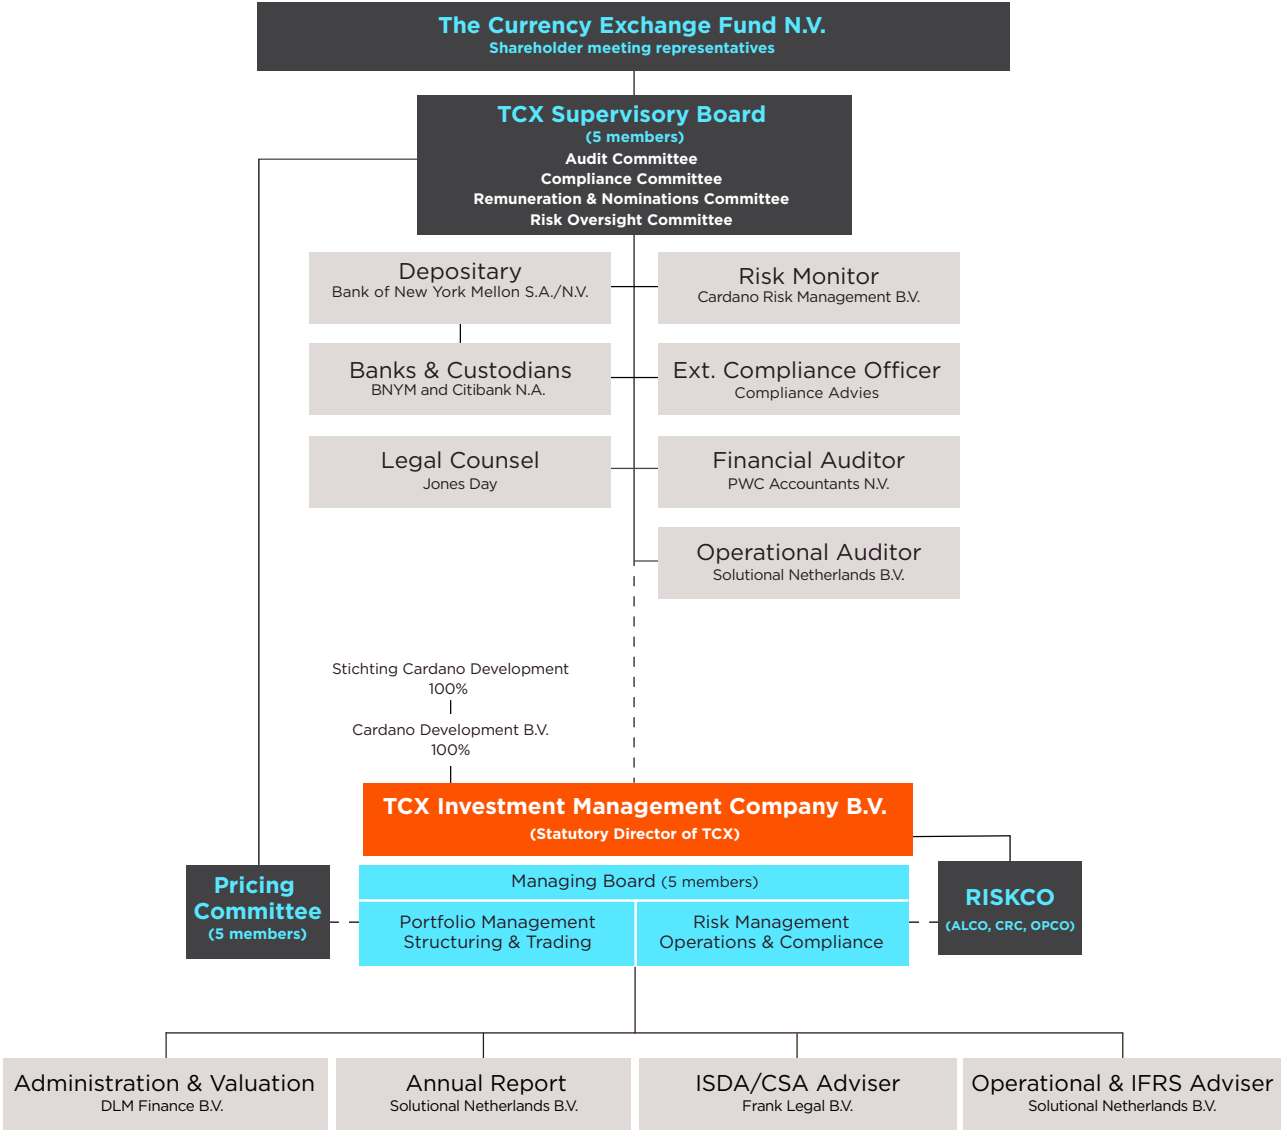 The Currency Exchange Fund N.V.
Shareholder meeting representatives
TCX Supervisory Board
(5 members)
Audit Committee
Compliance Committee
Remuneration & Nominations Committee
Risk Oversight Committee
Depositary
Bank of New York Mellon S.A./N.V.
Risk Monitor
Cardano Risk Management B.V.
Banks & Custodians
BNYM and Citibank N.A.
Ext. Compliance Officer
Compliance Advies
Legal Counsel
Jones Day
Financial Auditor
PWC Accountants N.V.
Operational Auditor
Solutional Netherlands B.V.
Stichting Cardano Development
100%
Cardano Development B.V.
100%
TCX Investment Management Company B.V.
(Statutory Director of TCX)
Pricing
Committee
(5 members)
Managing Board (5 members)
Portfolio Management
Structuring & Trading
Risk Management
Operations & Compliance
RISKCO
(ALCO, CRC, OPCO)
Administration & Valuation
DLM Finance B.V.
Annual Report
Solutional Netherlands B.V.
ISDA/CSA Adviser
Frank Legal B.V.
Operational & IFRS Adviser
Solutional Netherlands B.V.